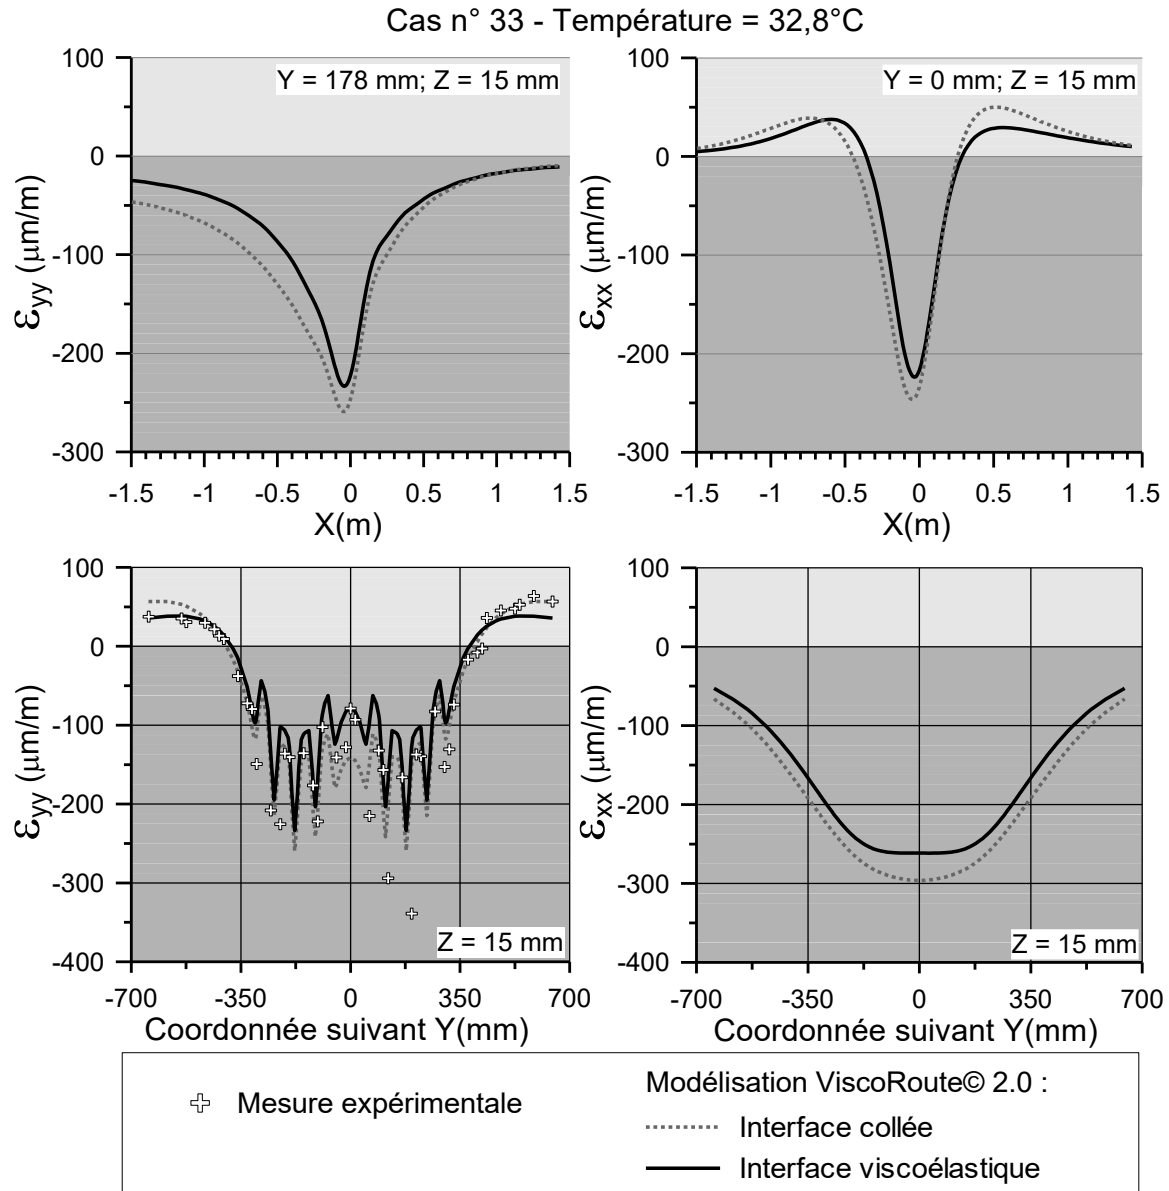 Cas n° 33 - Température = 32,8°C
100
0
-100
-200
-300
εyy (μm/m)
Y = 178 mm; Z = 15 mm
-1.5 -1 -0.5 0 0.5 1 1.5
X(m)
100
0
-100
-200
-300
εxx (μm/m)
Y = 0 mm; Z = 15 mm
-1.5 -1 -0.5 0 0.5 1 1.5
X(m)
100
0
-100
-200
-300
-400
εyy (μm/m)
Z = 15 mm
-700 -350 0 350 700
Coordonnée suivant Y(mm)
100
0
-100
-200
-300
-400
εxx (μm/m)
Z = 15 mm
-700 -350 0 350 700
Coordonnée suivant Y(mm)
Mesure expérimentale
Modélisation ViscoRoute© 2.0 :
Interface collée
Interface viscoélastique